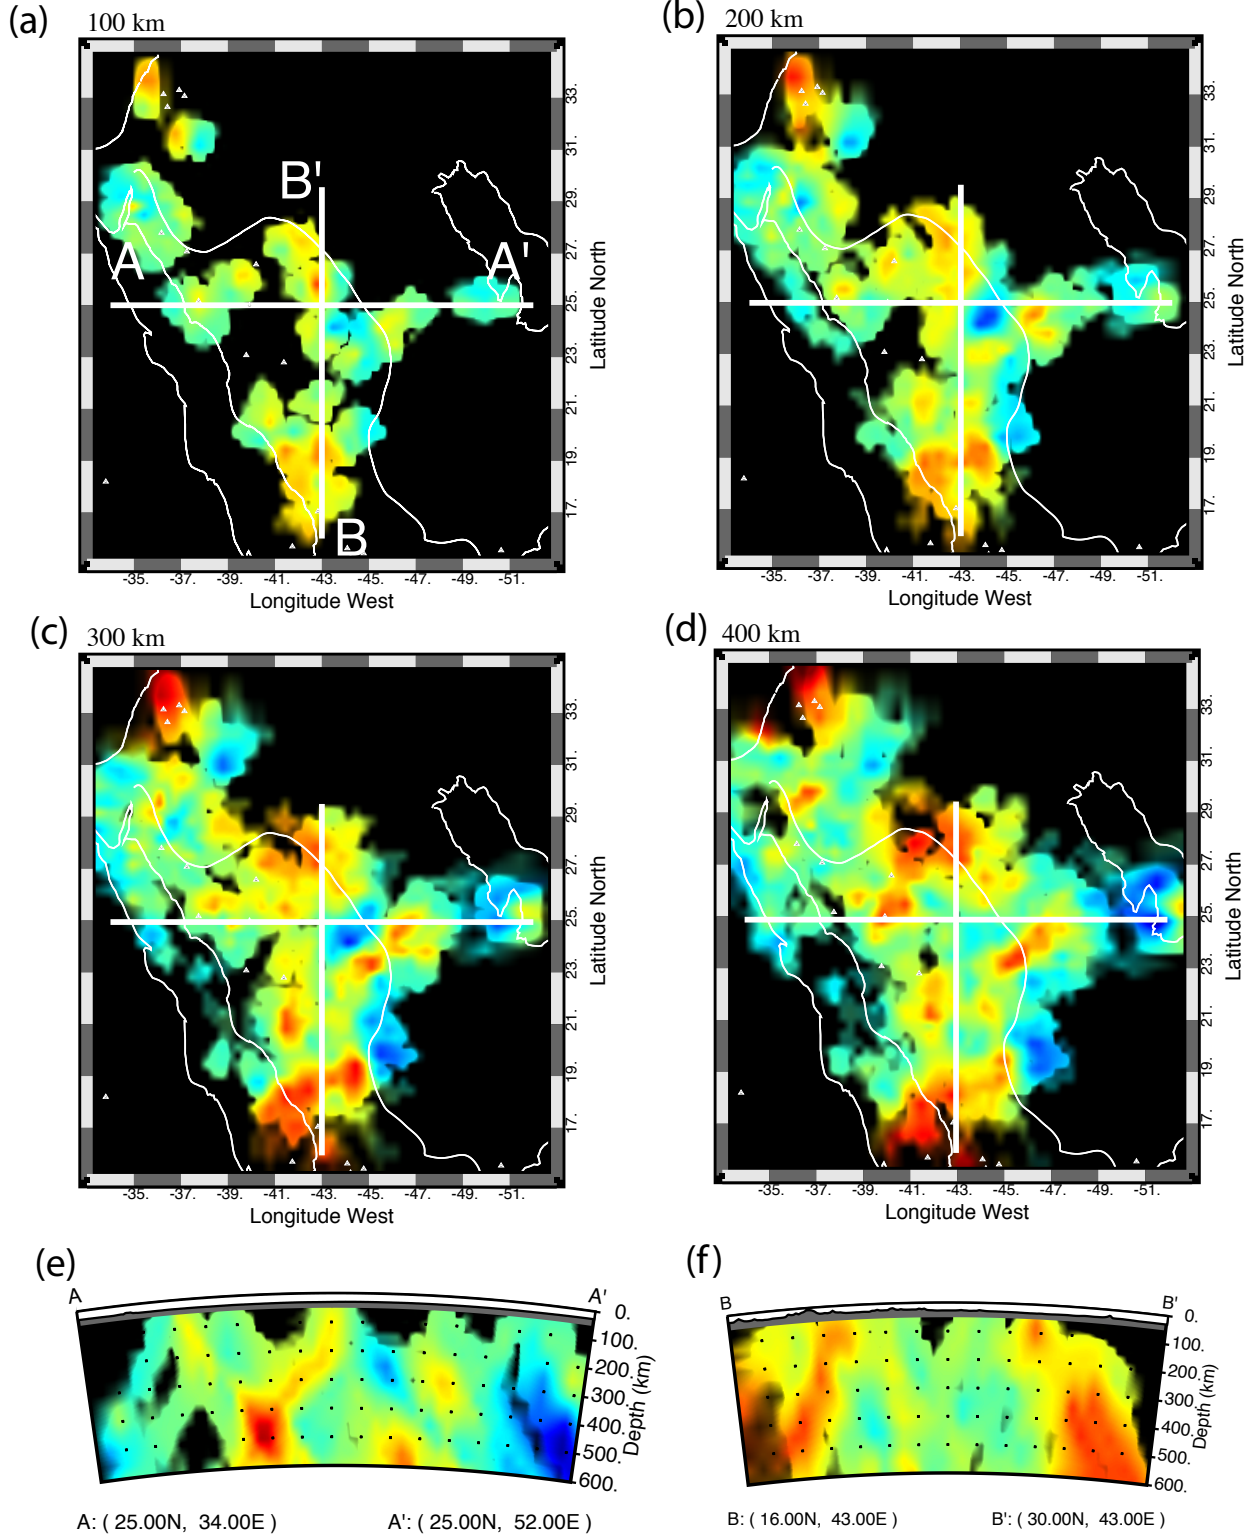 (a) 100 km
(b) 200 km
B'
A
A'
B
33.
31.
29.
27.
25.
23.
21.
19.
17.
Latitude North
-35. -37. -39. -41. -43. -45. -47. -49. -51.
Longitude West
33.
31.
29.
27.
25.
23.
21.
19.
17.
Latitude North
-35. -37. -39. -41. -43. -45. -47. -49. -51.
Longitude West
(c) 300 km
(d) 400 km
33.
31.
29.
27.
25.
23.
21.
19.
17.
Latitude North
-35. -37. -39. -41. -43. -45. -47. -49. -51.
Longitude West
33.
31.
29.
27.
25.
23.
21.
19.
17.
Latitude North
-35. -37. -39. -41. -43. -45. -47. -49. -51.
Longitude West
(e)
A
A'
0.
100.
200.
300.
400.
500.
600.
Depth (km)
A: ( 25.00N, 34.00E )
A': ( 25.00N, 52.00E )
(f)
B
B'
0.
100.
200.
300.
400.
500.
600.
Depth (km)
B: ( 16.00N, 43.00E )
B': ( 30.00N, 43.00E )